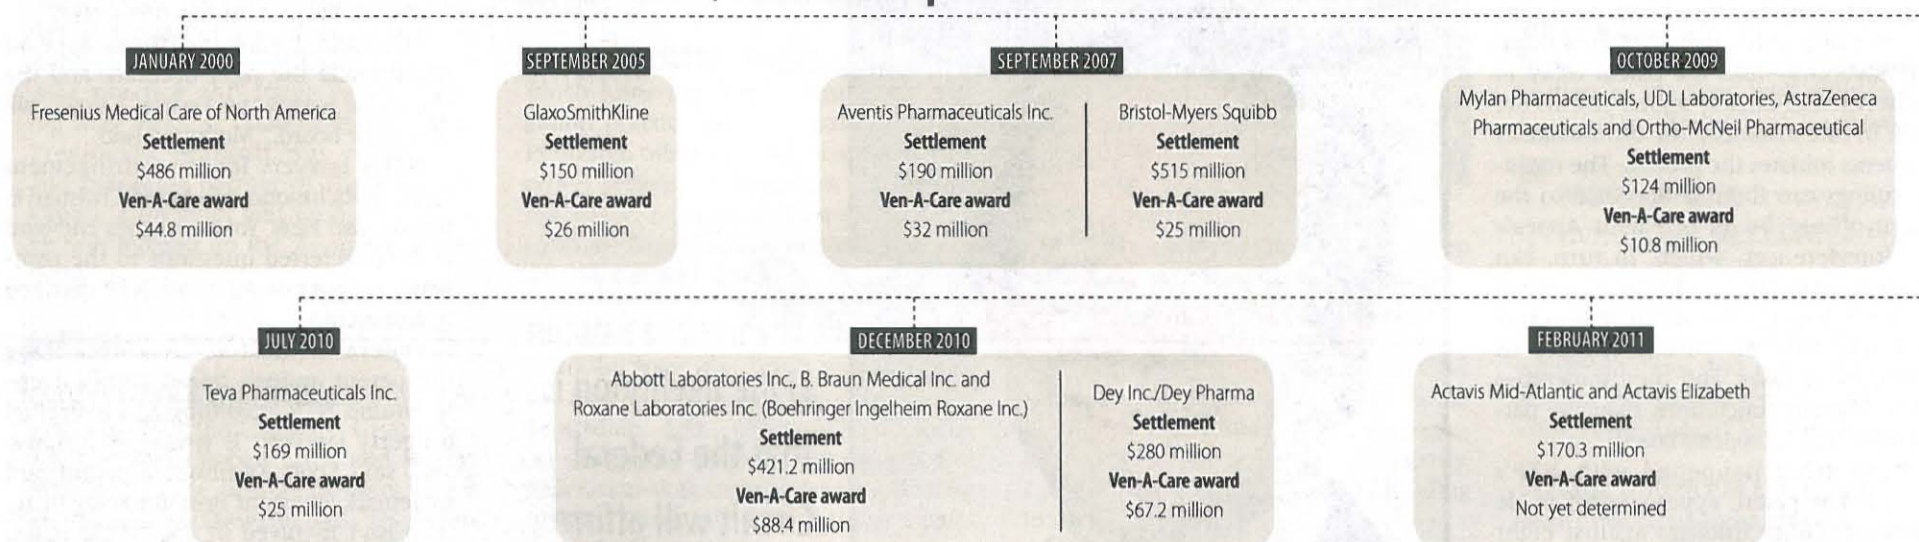 JANUARY 2000
Fresenius Medical Care of North America
Settlement
$486 million
Ven-A-Care award
$44.8 million
SEPTEMBER 2005
GlaxoSmithKline
Settlement
$150 million
Ven-A-Care award
$26 million
SEPTEMBER 2007
Aventis Pharmaceuticals Inc.
Settlement
$190 million
Ven-A-Care award
$32 million
Bristol-Myers Squibb
Settlement
$515 million
Ven-A-Care award
$25 million
OCTOBER 2009
Mylan Pharmaceuticals, UDL Laboratories, AstraZeneca
Pharmaceuticals and Ortho-McNeil Pharmaceutical
Settlement
$124 million
Ven-A-Care award
$10.8 million
JULY 2010
Teva Pharmaceuticals Inc.
Settlement
$169 million
Ven-A-Care award
$25 million
DECEMBER 2010
Abbott Laboratories Inc., B. Braun Medical Inc. and
Roxane Laboratories Inc. (Boehringer Ingelheim Roxane Inc.)
Settlement
$421.2 million
Ven-A-Care award
$88.4 million
Dey Inc./Dey Pharma
Settlement
$280 million
Ven-A-Care award
$67.2 million
FEBRUARY 2011
Actavis Mid-Atlantic and Actavis Elizabeth
Settlement
$170.3 million
Ven-A-Care award
Not yet determined